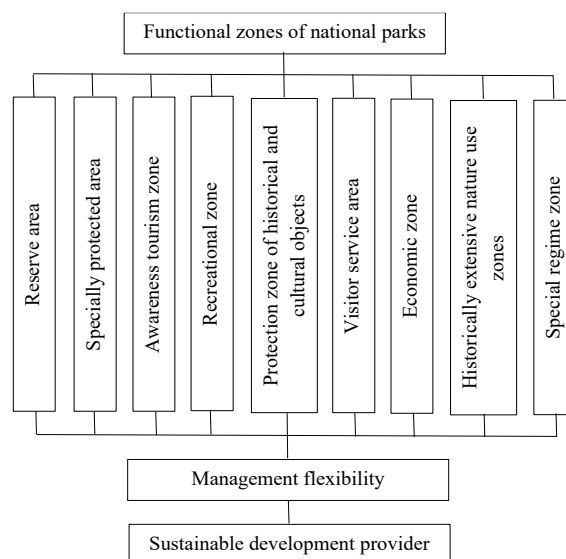 Functional zones of national parks
Reserve area
Specially protected area
Awareness tourism zone
Recreational zone
Protection zone of historical and
cultural objects
Visitor service area
Economic zone
Historically extensive nature use
zones
Special regime zone
Management flexibility
Sustainable development provider